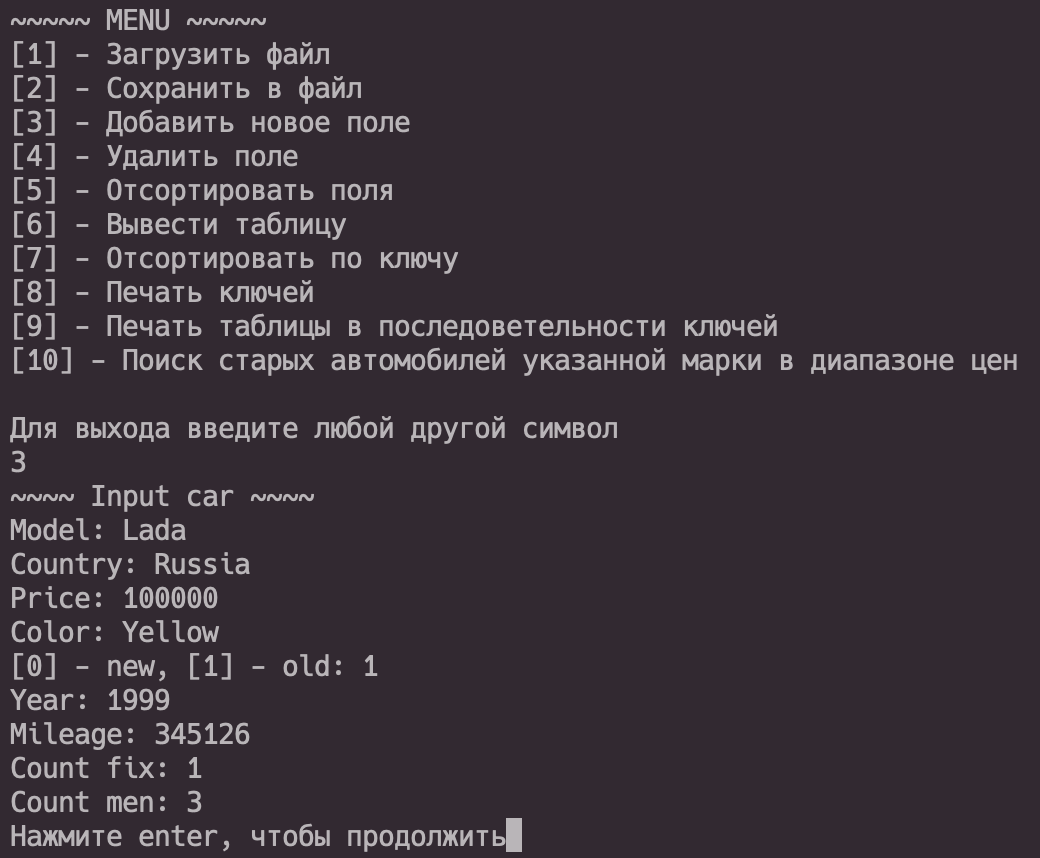 ~~~~~ MENU ~~~~~
[1] - Загрузить файл
[2] - Сохранить в файл
[3] - Добавить новое поле
[4] - Удалить поле
[5] - Отсортировать поля
[6] - Вывести таблицу
[7] - Отсортировать по ключу
[8] - Печать ключей
[9] - Печать таблицы в последоветельности ключей
[10] - Поиск старых автомобилей указанной марки в диапазоне цен
Для выхода введите любой другой символ
3
~~~~ Input car ~~~~
Model: Lada
Country: Russia
Price: 100000
Color: Yellow
[0] - new, [1] - old: 1
Year: 1999
Mileage: 345126
Count fix: 1
Count men: 3
Нажмите enter, чтобы продолжить